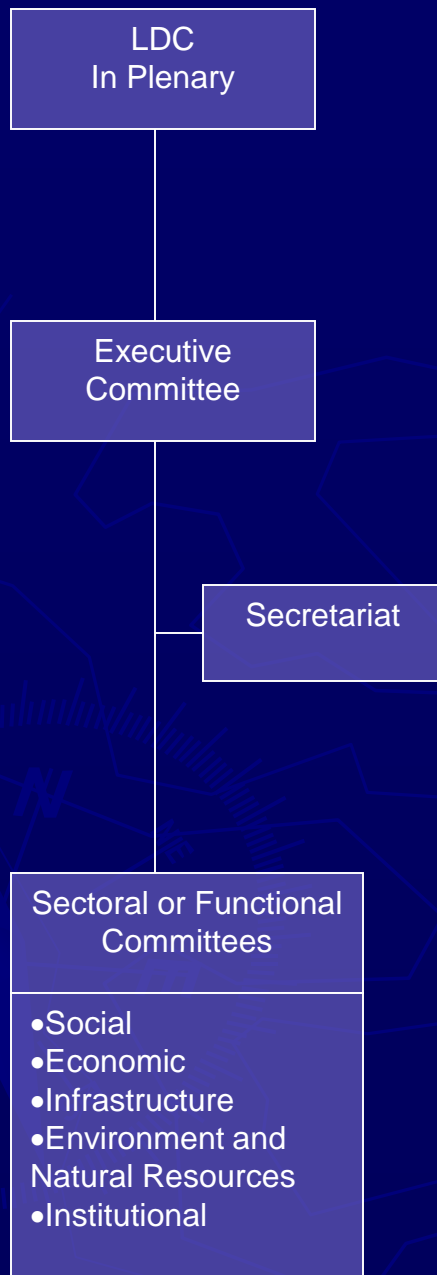 LDC
In Plenary
Executive
Committee
Secretariat
Sectoral or Functional
Committees
•Social
•Economic
•Infrastructure
•Environment and
Natural Resources
•Institutional
N